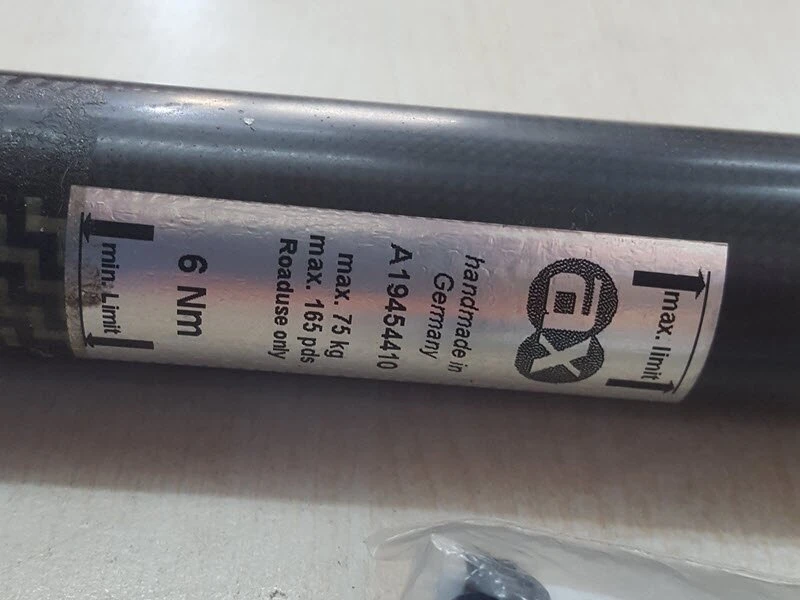 max. limit
handmade in
Germany
A19454410
max. 75 kg
max. 165 pds
Roaduse only
6 Nm
min. Limit